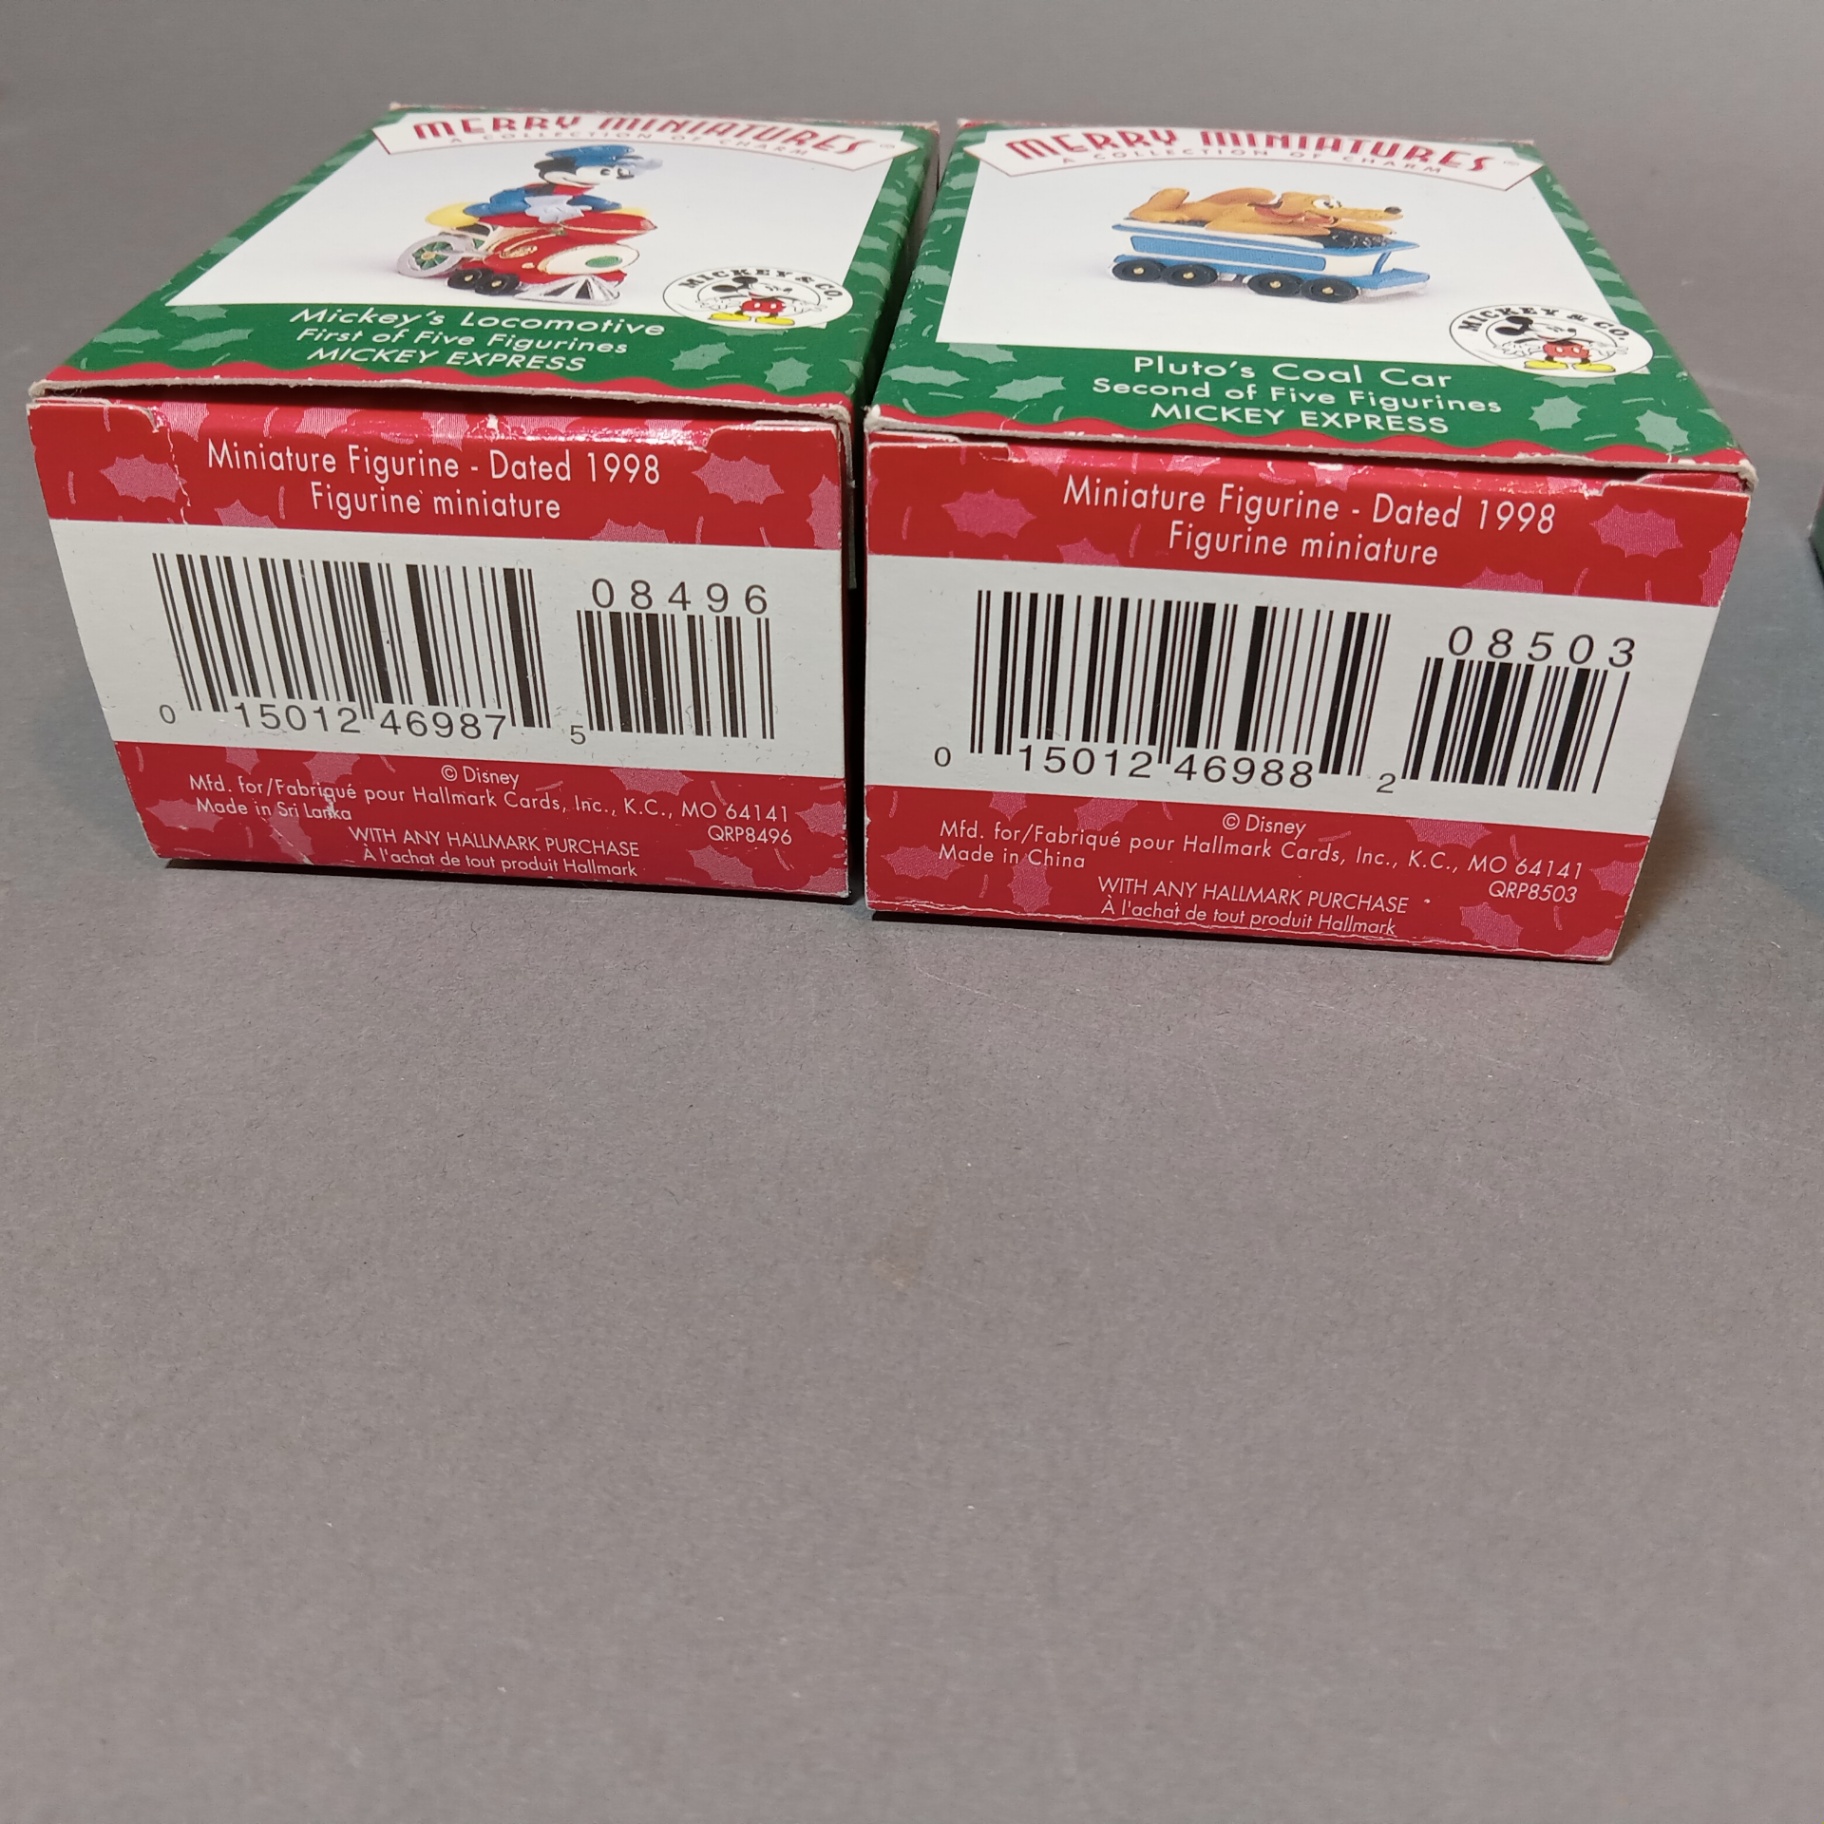 MERRY MINIATURES
A COLLECTION OF CHARM
MICKEY & CO.
Mickey's Locomotive
First of Five Figurines
MICKEY EXPRESS
Miniature Figurine - Dated 1998
Figurine miniature
08496
0 15012 46987 5
© Disney
Mfd. for/Fabriqué pour Hallmark Cards, Inc., K.C., MO 64141
Made in Sri Lanka
QRP8496
WITH ANY HALLMARK PURCHASE
À l'achat de tout produit Hallmark
MERRY MINIATURES
A COLLECTION OF CHARM
MICKEY & CO.
Pluto's Coal Car
Second of Five Figurines
MICKEY EXPRESS
Miniature Figurine - Dated 1998
Figurine miniature
08503
0 15012 46988 2
© Disney
Mfd. for/Fabriqué pour Hallmark Cards, Inc., K.C., MO 64141
Made in China
QRP8503
WITH ANY HALLMARK PURCHASE
À l'achat de tout produit Hallmark